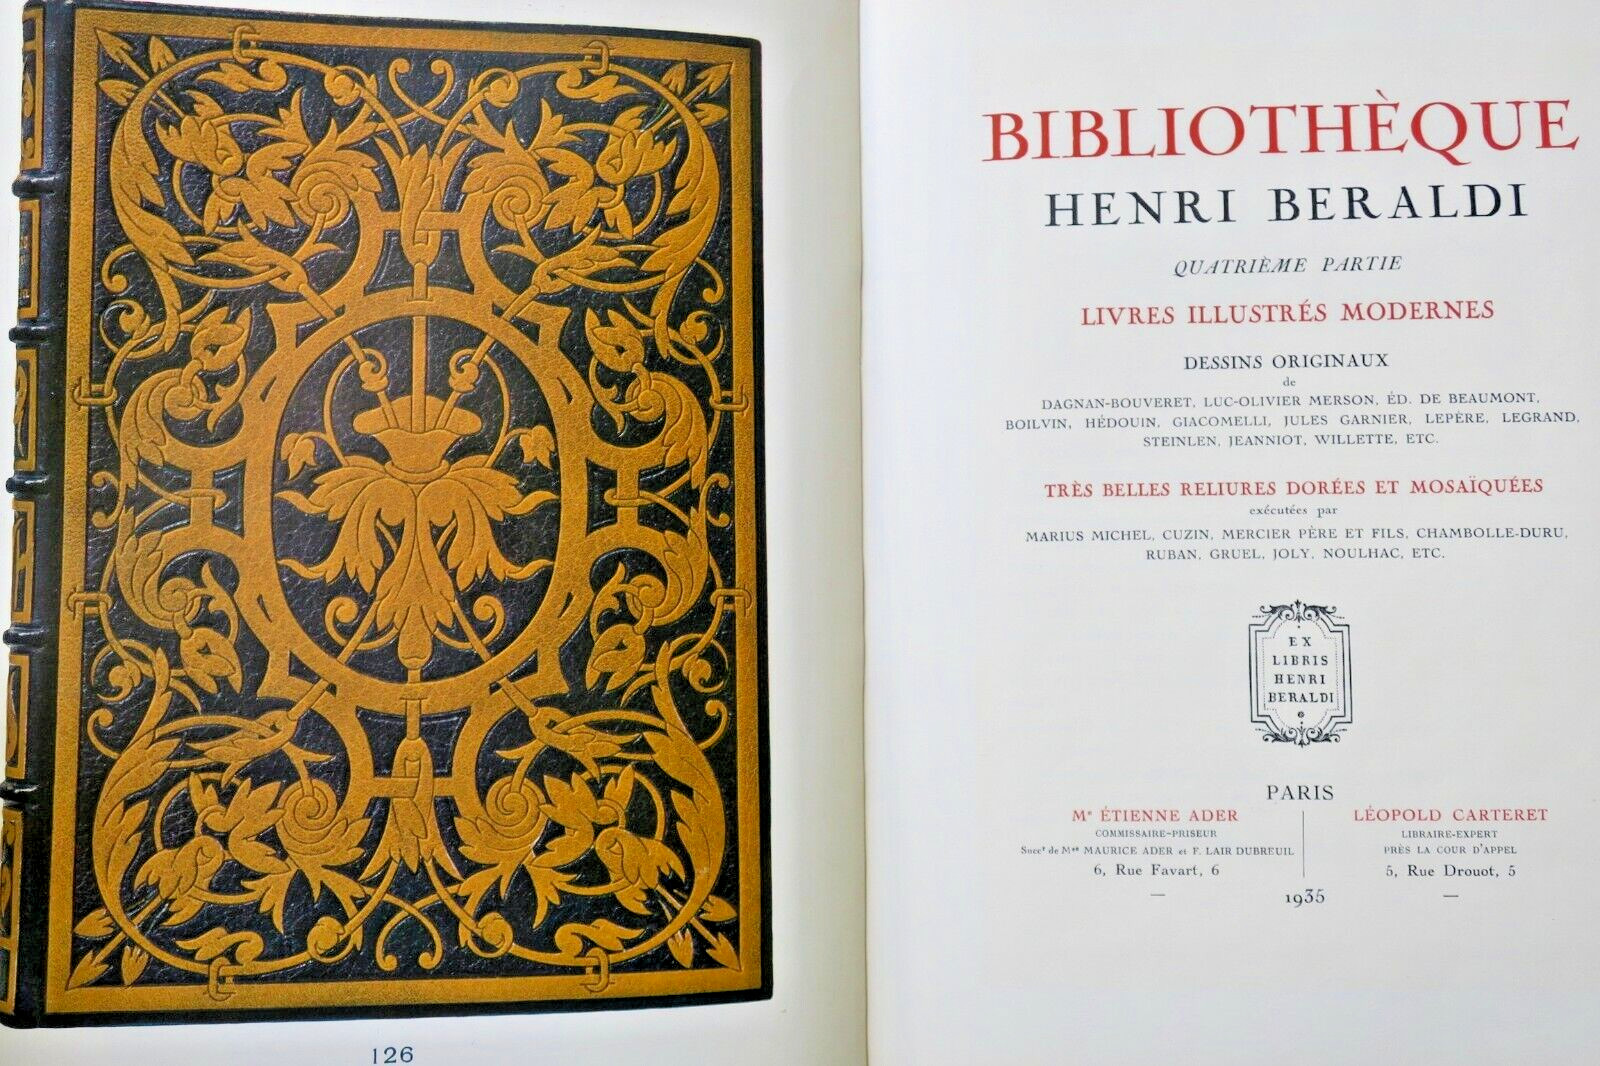 126
BIBLIOTHÈQUE
HENRI BERALDI
QUATRIÈME PARTIE
LIVRES ILLUSTRÉS MODERNES
DESSINS ORIGINAUX
de
DAGNAN-BOUVERET, LUC-OLIVIER MERSON, ÉD. DE BEAUMONT,
BOILVIN, HÉDOUIN, GIACOMELLI, JULES GARNIER, LEPÈRE, LEGRAND,
STEINLEN, JEANNIOT, WILLETTE, ETC.
TRÈS BELLES RELIURES DORÉES ET MOSAÏQUÉES
exécutées par
MARIUS MICHEL, CUZIN, MERCIER PÈRE ET FILS, CHAMBOLLE-DURU,
RUBAN, GRUEL, JOLY, NOULHAC, ETC.
EX
LIBRIS
HENRI
BERALDI
PARIS
Mᵉ ÉTIENNE ADER
COMMISSAIRE-PRISEUR
Succʳ de Mᵉˢ MAURICE ADER et F. LAIR DUBREUIL
6, Rue Favart, 6
LÉOPOLD CARTERET
LIBRAIRE-EXPERT
PRÈS LA COUR D'APPEL
5, Rue Drouot, 5
1935